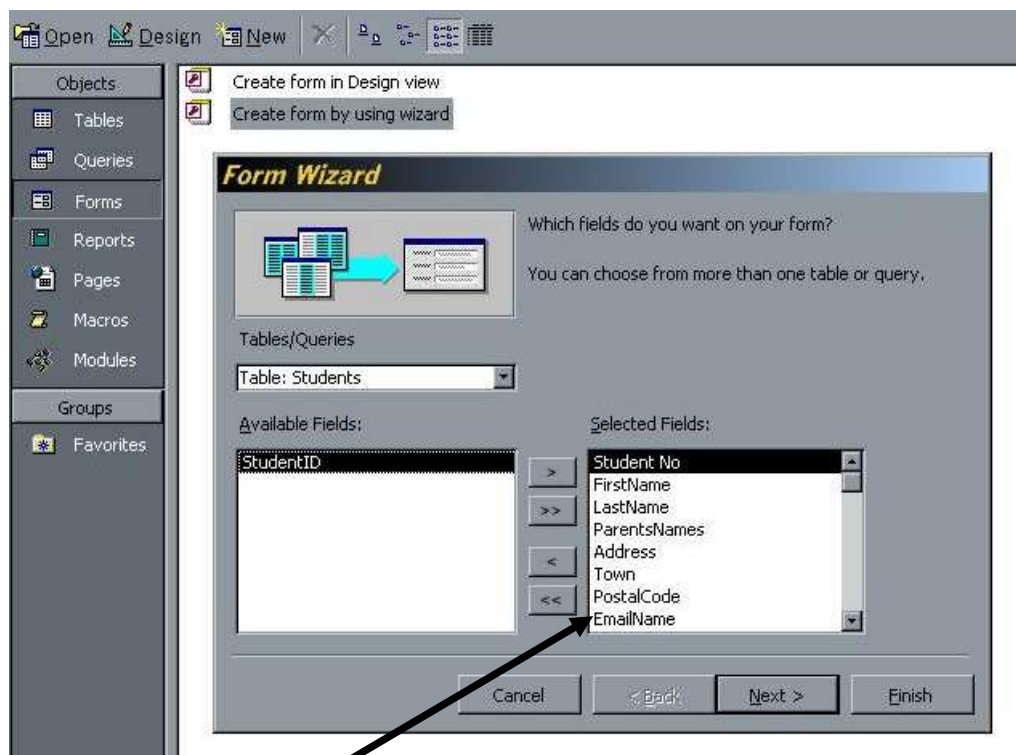 Open Design New
Objects
Tables
Queries
Forms
Reports
Pages
Macros
Modules
Groups
Favorites
Create form in Design view
Create form by using wizard
Form Wizard
Which fields do you want on your form?
You can choose from more than one table or query.
Tables/Queries
Table: Students
Available Fields:
StudentID
>
>>
<
<<
Selected Fields:
Student No
FirstName
LastName
ParentsNames
Address
Town
PostalCode
EmailName
Cancel < Back Next > Finish